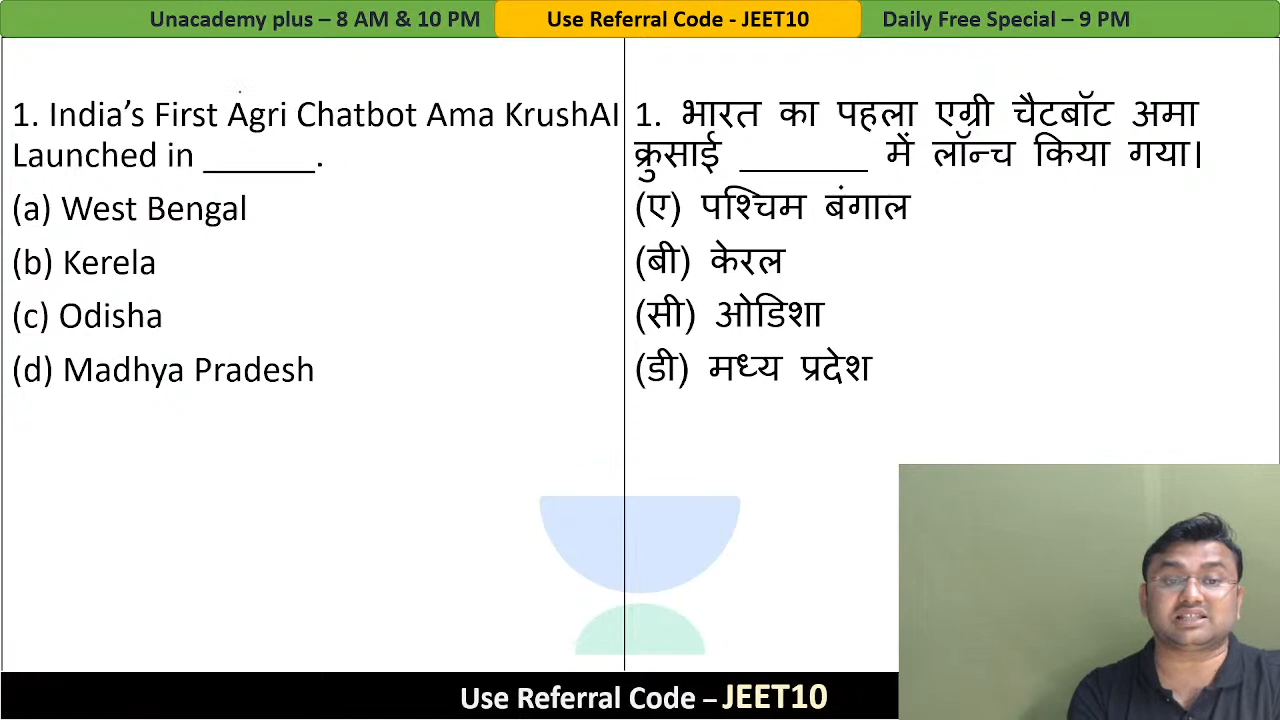 Unacademy plus – 8 AM & 10 PM
Use Referral Code - JEET10
Daily Free Special – 9 PM
1. India’s First Agri Chatbot Ama KrushAI
Launched in ______.
(a) West Bengal
(b) Kerela
(c) Odisha
(d) Madhya Pradesh
1. भारत का पहला एग्री चैटबॉट अमा
क्रुसाई _______ में लॉन्च किया गया।
(ए) पश्चिम बंगाल
(बी) केरल
(सी) ओडिशा
(डी) मध्य प्रदेश
Use Referral Code – JEET10